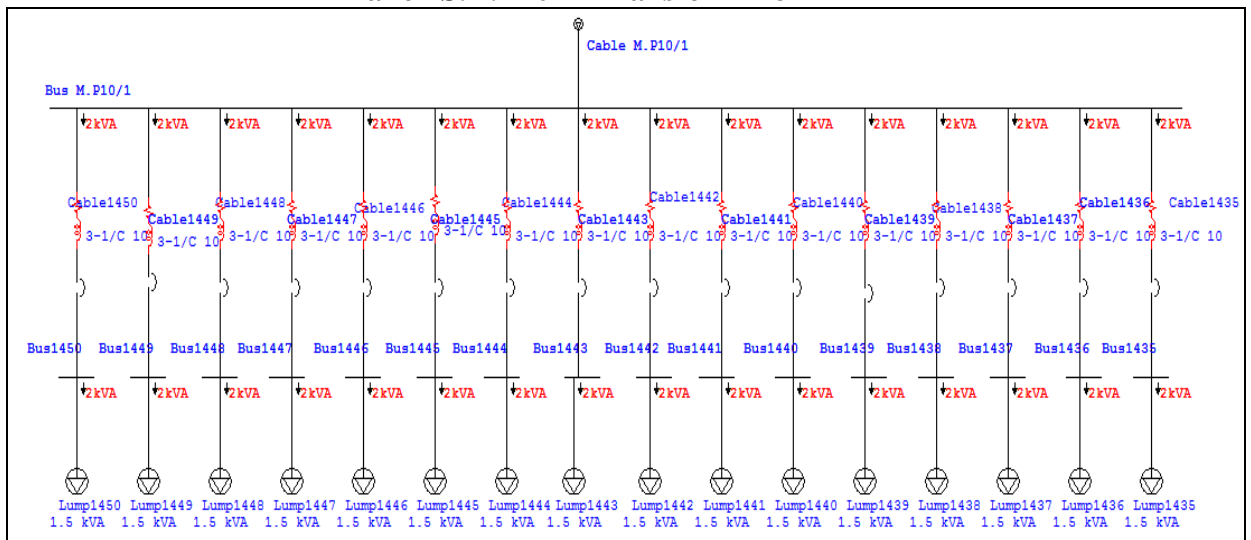 Cable M.P10/1
Bus M.P10/1
2kVA 2kVA 2kVA 2kVA 2kVA 2kVA 2kVA 2kVA 2kVA 2kVA 2kVA 2kVA 2kVA 2kVA 2kVA 2kVA
Cable1450 Cable1449 Cable1448 Cable1447 Cable1446 Cable1445 Cable1444 Cable1443 Cable1442 Cable1441 Cable1440 Cable1439 Cable1438 Cable1437 Cable1436 Cable1435
3-1/C 10 3-1/C 10 3-1/C 10 3-1/C 10 3-1/C 10 3-1/C 10 3-1/C 10 3-1/C 10 3-1/C 10 3-1/C 10 3-1/C 10 3-1/C 10 3-1/C 10 3-1/C 10 3-1/C 10 3-1/C 10
Bus1450 Bus1449 Bus1448 Bus1447 Bus1446 Bus1445 Bus1444 Bus1443 Bus1442 Bus1441 Bus1440 Bus1439 Bus1438 Bus1437 Bus1436 Bus1435
2kVA 2kVA 2kVA 2kVA 2kVA 2kVA 2kVA 2kVA 2kVA 2kVA 2kVA 2kVA 2kVA 2kVA 2kVA 2kVA
Lump1450 Lump1449 Lump1448 Lump1447 Lump1446 Lump1445 Lump1444 Lump1443 Lump1442 Lump1441 Lump1440 Lump1439 Lump1438 Lump1437 Lump1436 Lump1435
1.5 kVA 1.5 kVA 1.5 kVA 1.5 kVA 1.5 kVA 1.5 kVA 1.5 kVA 1.5 kVA 1.5 kVA 1.5 kVA 1.5 kVA 1.5 kVA 1.5 kVA 1.5 kVA 1.5 kVA 1.5 kVA